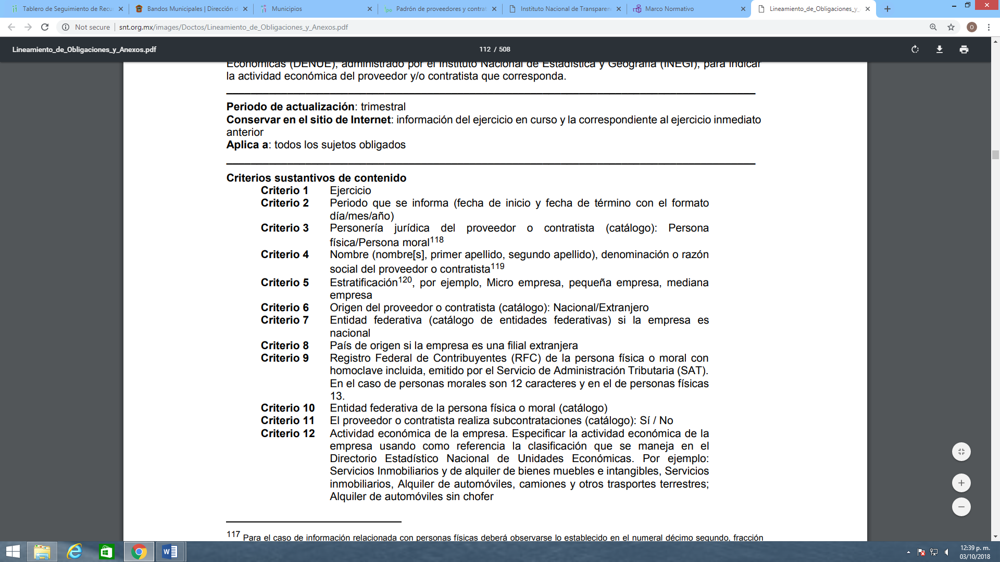 Tablero de Seguimiento de Recu
Bandos Municipales | Dirección d
Municipios
Padrón de proveedores y contrat
Instituto Nacional de Transparen
Marco Normativo
Lineamiento_de_Obligaciones_y_
Not secure
snt.org.mx/images/Doctos/Lineamiento_de_Obligaciones_y_Anexos.pdf
O
Lineamiento_de_Obligaciones_y_Anexos.pdf
112 / 508
Económicas (DENUE), administrado por el Instituto Nacional de Estadística y Geografía (INEGI), para indicar
la actividad económica del proveedor y/o contratista que corresponda.
Periodo de actualización: trimestral
Conservar en el sitio de Internet: información del ejercicio en curso y la correspondiente al ejercicio inmediato
anterior
Aplica a: todos los sujetos obligados
Criterios sustantivos de contenido
Criterio 1 Ejercicio
Criterio 2 Periodo que se informa (fecha de inicio y fecha de término con el formato
día/mes/año)
Criterio 3 Personería jurídica del proveedor o contratista (catálogo): Persona
física/Persona moral118
Criterio 4 Nombre (nombre[s], primer apellido, segundo apellido), denominación o razón
social del proveedor o contratista119
Criterio 5 Estratificación120, por ejemplo, Micro empresa, pequeña empresa, mediana
empresa
Criterio 6 Origen del proveedor o contratista (catálogo): Nacional/Extranjero
Criterio 7 Entidad federativa (catálogo de entidades federativas) si la empresa es
nacional
Criterio 8 País de origen si la empresa es una filial extranjera
Criterio 9 Registro Federal de Contribuyentes (RFC) de la persona física o moral con
homoclave incluida, emitido por el Servicio de Administración Tributaria (SAT).
En el caso de personas morales son 12 caracteres y en el de personas físicas
13.
Criterio 10 Entidad federativa de la persona física o moral (catálogo)
Criterio 11 El proveedor o contratista realiza subcontrataciones (catálogo): Sí / No
Criterio 12 Actividad económica de la empresa. Especificar la actividad económica de la
empresa usando como referencia la clasificación que se maneja en el
Directorio Estadístico Nacional de Unidades Económicas. Por ejemplo:
Servicios Inmobiliarios y de alquiler de bienes muebles e intangibles, Servicios
inmobiliarios, Alquiler de automóviles, camiones y otros trasportes terrestres;
Alquiler de automóviles sin chofer
117 Para el caso de información relacionada con personas físicas deberá observarse lo establecido en el numeral décimo segundo, fracción
12:39 p. m.
03/10/2018